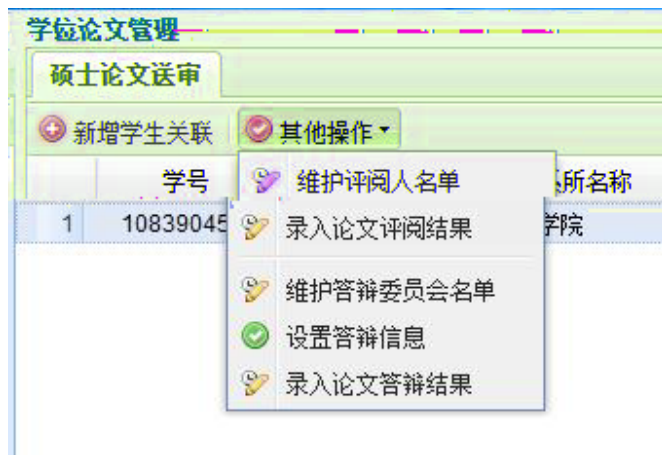 学位论文管理
硕士论文送审
新增学生关联 其他操作
学号 系所名称
维护评阅人名单
1 10839045 学院
录入论文评阅结果
维护答辩委员会名单
设置答辩信息
录入论文答辩结果